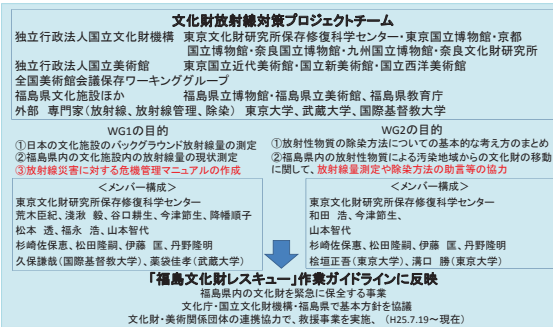 文化財放射線対策プロジェクトチーム
独立行政法人国立文化財機構　東京文化財研究所保存修復科学センター・東京国立博物館・京都
国立博物館・奈良国立博物館・九州国立博物館・奈良文化財研究所
独立行政法人国立美術館　東京国立近代美術館・国立新美術館・国立西洋美術館
全国美術館会議保存ワーキンググループ
福島県文化施設ほか　福島県立博物館・福島県立美術館、福島県教育庁
外部　専門家（放射線、放射線管理、除染）　東京大学、武蔵大学、国際基督教大学
WG1の目的
①日本の文化施設のバックグラウンド放射線量の測定
②福島県内の文化施設内の放射線量の現状測定
③放射線災害に対する危機管理マニュアルの作成
＜メンバー構成＞
東京文化財研究所保存修復科学センター
荒木臣紀、淺湫　毅、谷口耕生、今津節生、降幡順子
松本　透、福永　浩、山本智代
杉崎佐保恵、松田隆嗣、伊藤　匡、丹野隆明
久保謙哉（国際基督教大学）、薬袋佳孝（武蔵大学）
WG2の目的
①放射性物質の除染方法についての基本的な考え方のまとめ
②福島県内の放射性物質による汚染地域からの文化財の移動
に関して、放射線量測定や除染方法の助言等の協力
＜メンバー構成＞
東京文化財研究所保存修復科学センター
和田　浩、今津節生、
山本智代
杉崎佐保恵、松田隆嗣、伊藤　匡、丹野隆明
桧垣正吾（東京大学）、溝口　勝（東京大学）
「福島文化財レスキュー」作業ガイドラインに反映
福島県内の文化財を緊急に保全する事業
文化庁・国立文化財機構・福島県で基本方針を協議
文化財・美術関係団体の連携協力で、救援事業を実施、（H25.7.19～現在）